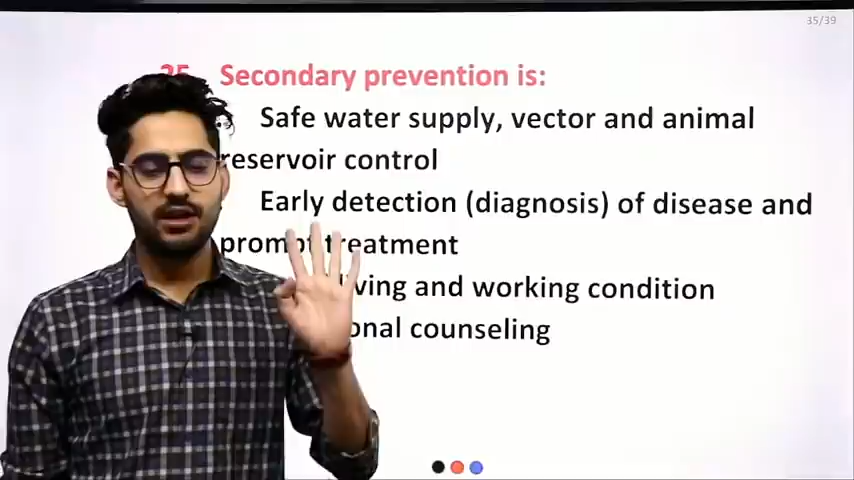 35/39
Secondary prevention is:
Safe water supply, vector and animal
reservoir control
Early detection (diagnosis) of disease and
prompt treatment
living and working condition
counseling